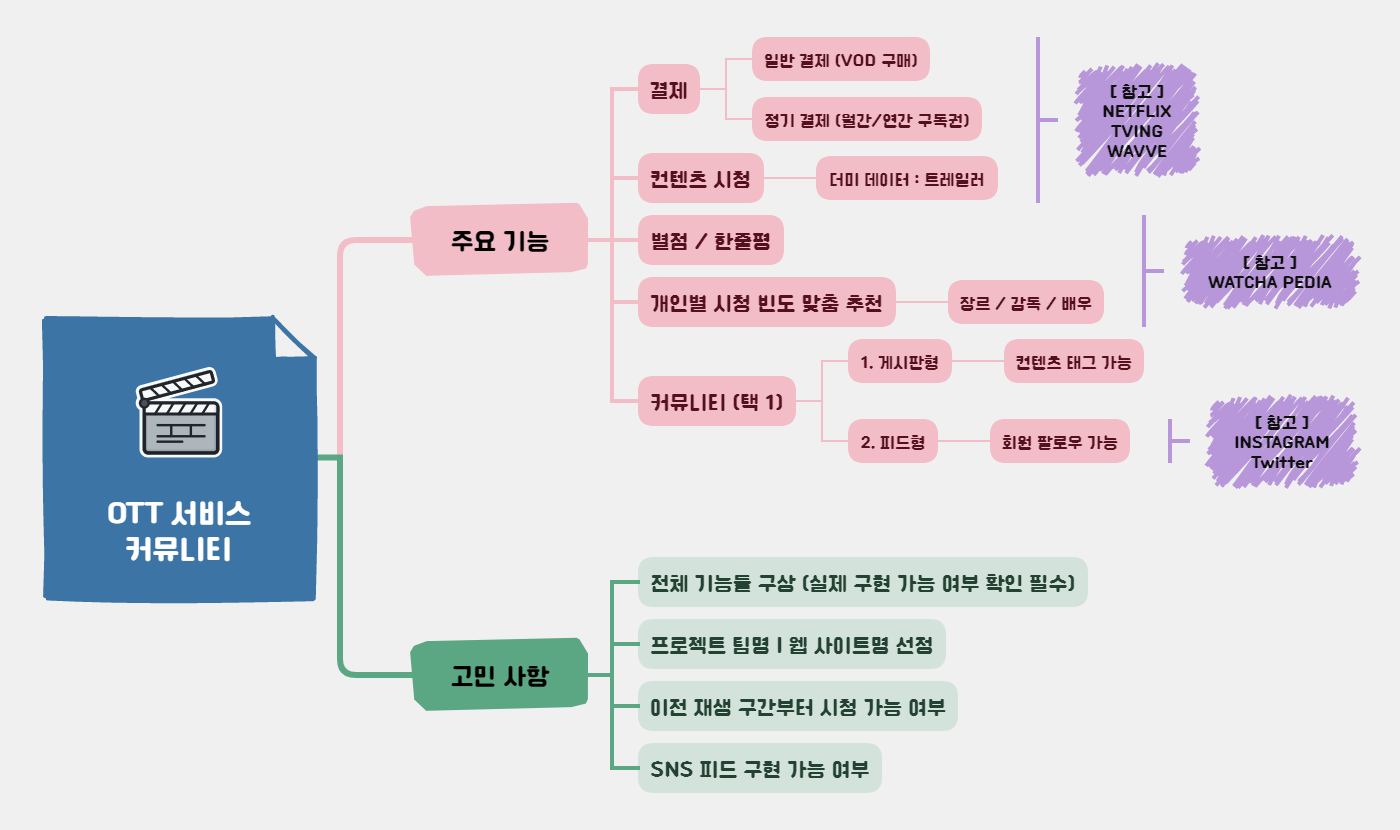 OTT 서비스
커뮤니티
주요 기능
결제
일반 결제 (VOD 구매)
정기 결제 (월간/연간 구독권)
컨텐츠 시청
더미 데이터 : 트레일러
[ 참고 ]
NETFLIX
TVING
WAVVE
별점 / 한줄평
개인별 시청 빈도 맞춤 추천
장르 / 감독 / 배우
[ 참고 ]
WATCHA PEDIA
커뮤니티 (택 1)
1. 게시판형
컨텐츠 태그 가능
2. 피드형
회원 팔로우 가능
[ 참고 ]
INSTAGRAM
Twitter
고민 사항
전체 기능들 구상 (실제 구현 가능 여부 확인 필수)
프로젝트 팀명 | 웹 사이트명 선정
이전 재생 구간부터 시청 가능 여부
SNS 피드 구현 가능 여부